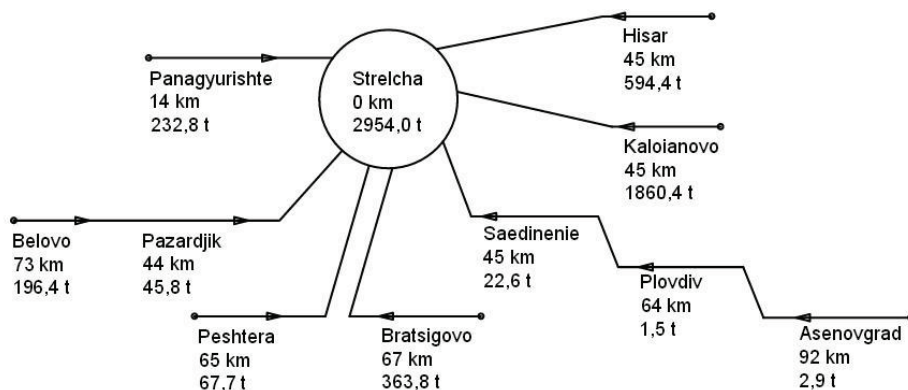 Hisar
45 km
594,4 t
Panagyurishte
14 km
232,8 t
Strelcha
0 km
2954,0 t
Kaloianovo
45 km
1860,4 t
Belovo
73 km
196,4 t
Pazardjik
44 km
45,8 t
Saedinenie
45 km
22,6 t
Plovdiv
64 km
1,5 t
Peshtera
65 km
67,7 t
Bratsigovo
67 km
363,8 t
Asenovgrad
92 km
2,9 t